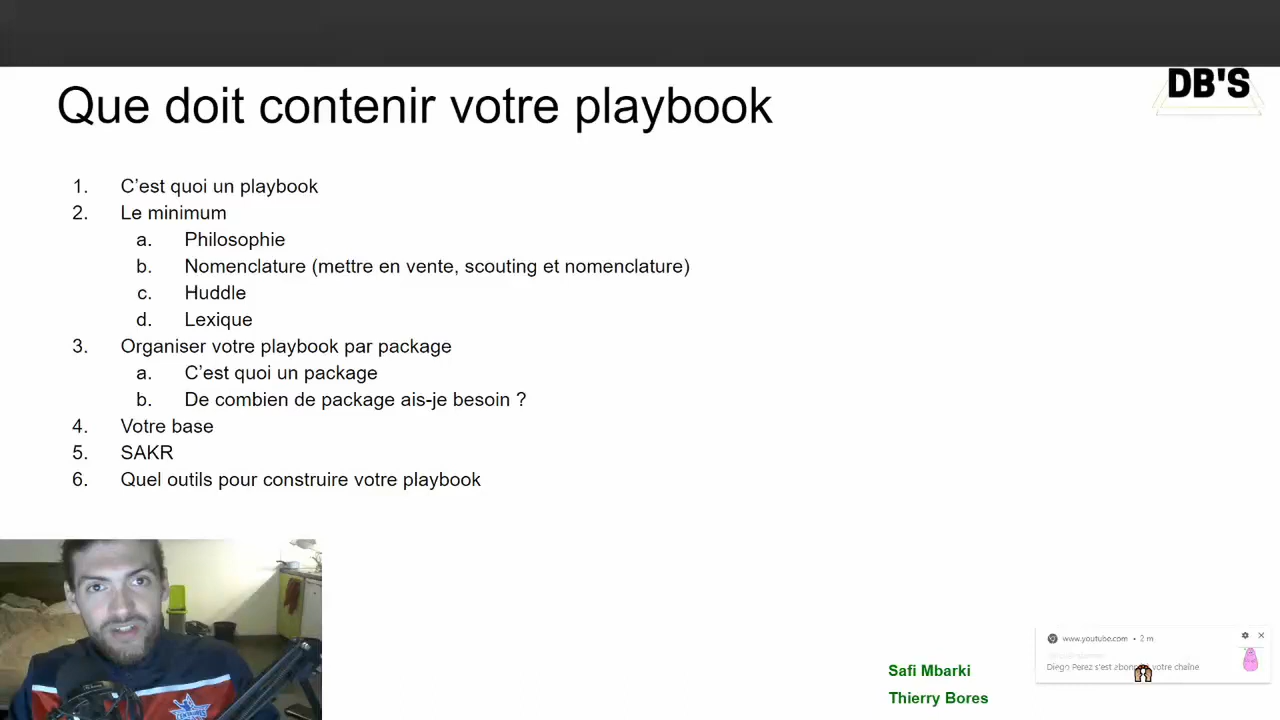 DB'S
Que doit contenir votre playbook
1. C'est quoi un playbook
2. Le minimum
a. Philosophie
b. Nomenclature (mettre en vente, scouting et nomenclature)
c. Huddle
d. Lexique
3. Organiser votre playbook par package
a. C'est quoi un package
b. De combien de package ais-je besoin ?
4. Votre base
5. SAKR
6. Quel outils pour construire votre playbook
www.youtube.com • 2 m
Diego Perez s'est votre chaîne
Safi Mbarki
Thierry Bores